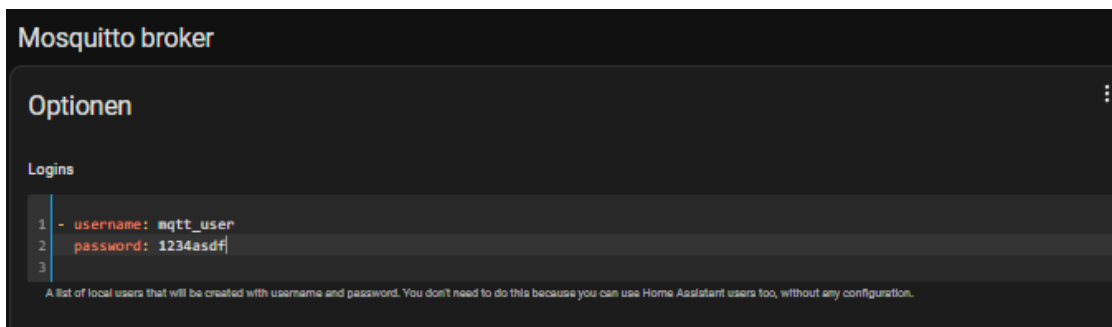 Mosquitto broker
Optionen
Logins
1 - username: mqtt_user
2 password: 1234asdf
3
A list of local users that will be created with username and password. You don't need to do this because you can use Home Assistant users too, without any configuration.